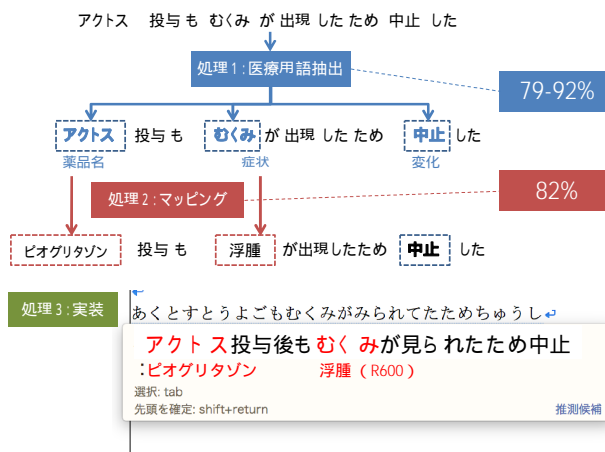 アクトス 投与も むくみ が 出現 したため 中止 した
処理1:医療用語抽出
79-92%
アクトス 投与も むくみ が 出現 したため 中止 した
薬品名 症状 変化
処理2:マッピング
82%
ピオグリタゾン 投与も 浮腫 が出現したため 中止 した
処理3:実装
あくとすとうよごもむくみがみられてたためちゅうし
アクトス投与後もむくみが見られたため中止
:ピオグリタゾン 浮腫(R600)
選択: tab
先頭を確定: shift+return
推測候補